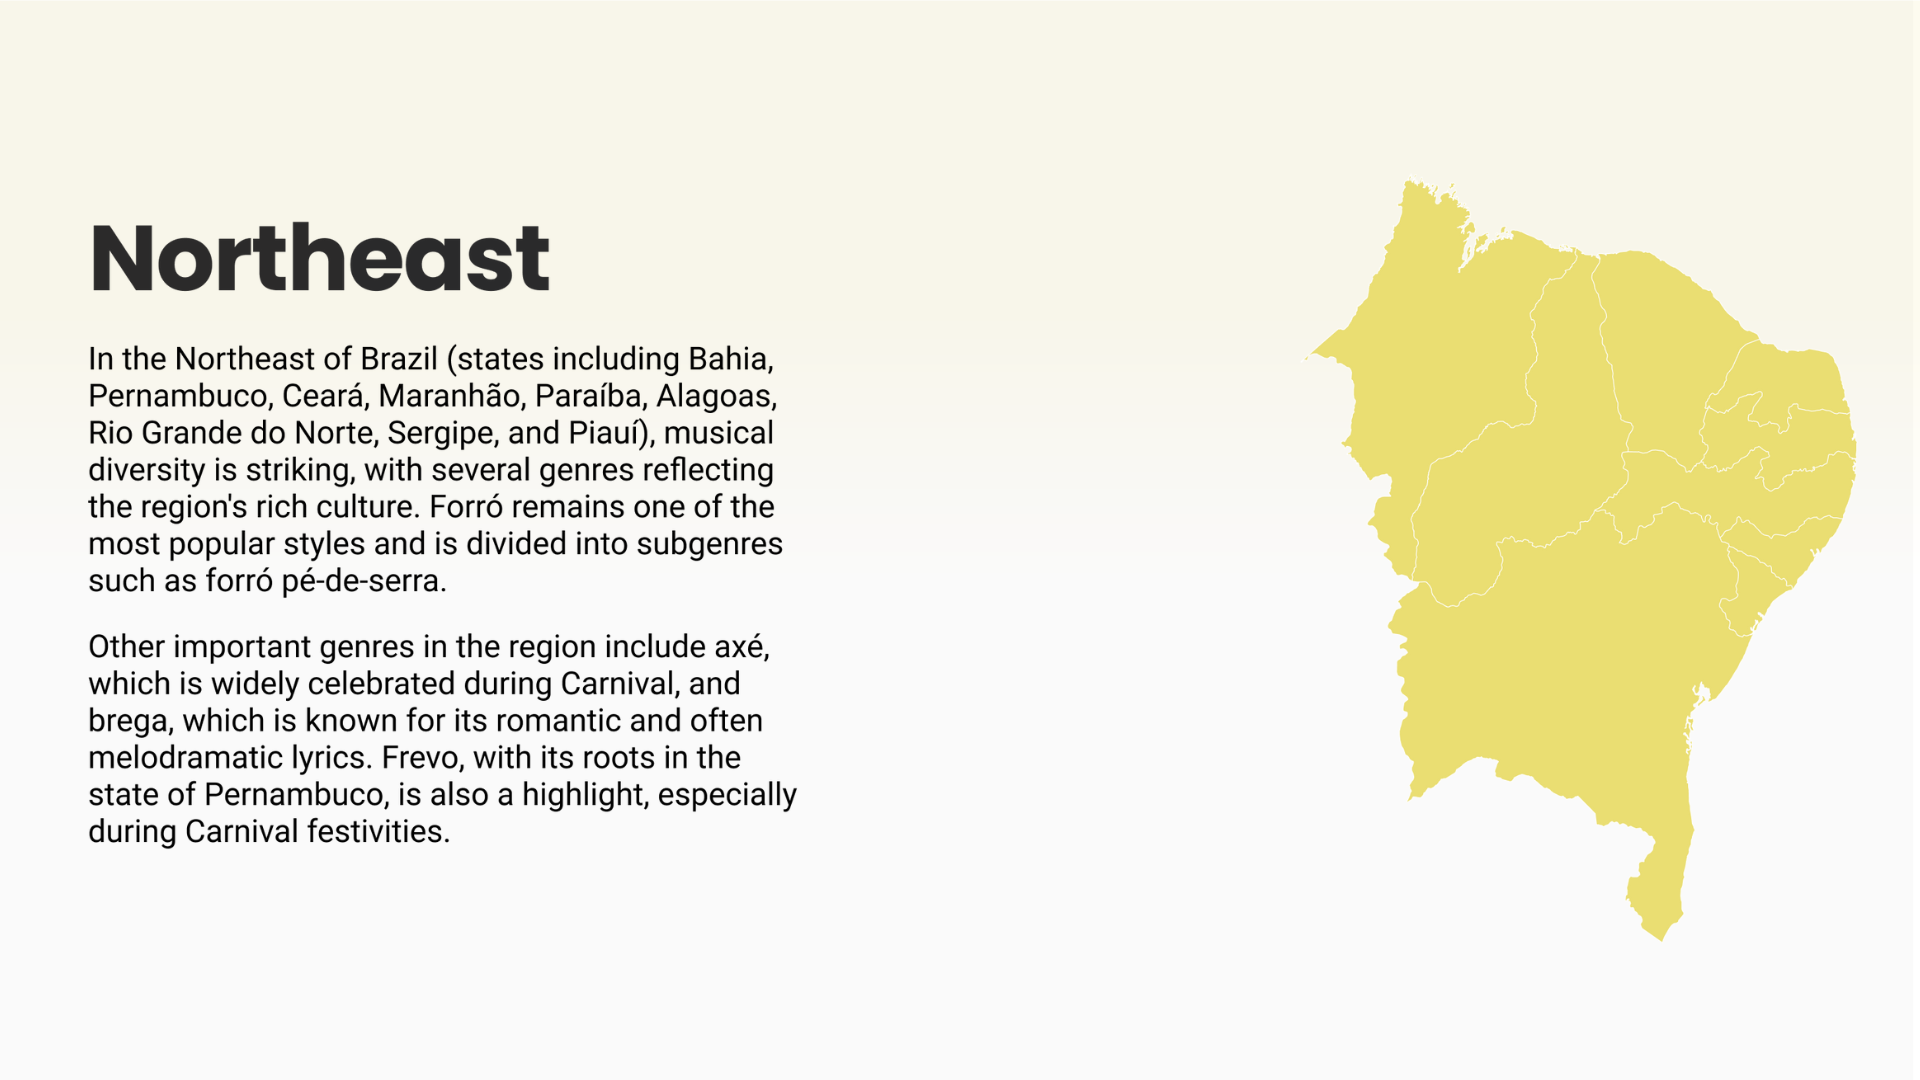 Northeast
In the Northeast of Brazil (states including Bahia,
Pernambuco, Ceará, Maranhão, Paraíba, Alagoas,
Rio Grande do Norte, Sergipe, and Piauí), musical
diversity is striking, with several genres reflecting
the region's rich culture. Forró remains one of the
most popular styles and is divided into subgenres
such as forró pé-de-serra.
Other important genres in the region include axé,
which is widely celebrated during Carnival, and
brega, which is known for its romantic and often
melodramatic lyrics. Frevo, with its roots in the
state of Pernambuco, is also a highlight, especially
during Carnival festivities.